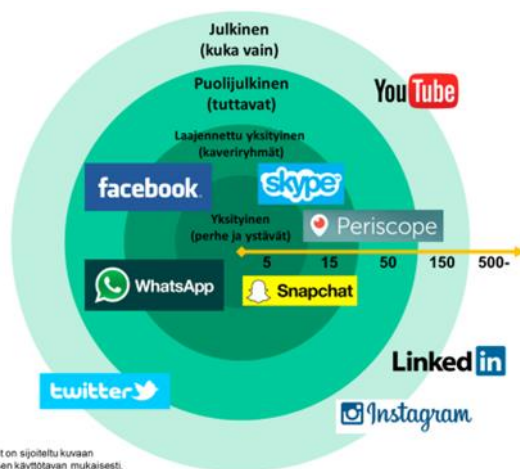 Julkinen
(kuka vain)
Puolijulkinen
(tuttavat)
YouTube
Laajennettu yksityinen
(kaveriryhmät)
facebook.
skype
Yksityinen
(perhe ja ystävät)
Periscope
5 15 50 150 500-
WhatsApp
Snapchat
LinkedIn
twitter
Instagram
t on sijoiteltu kuvaan
en käyttötavan mukaisesti.